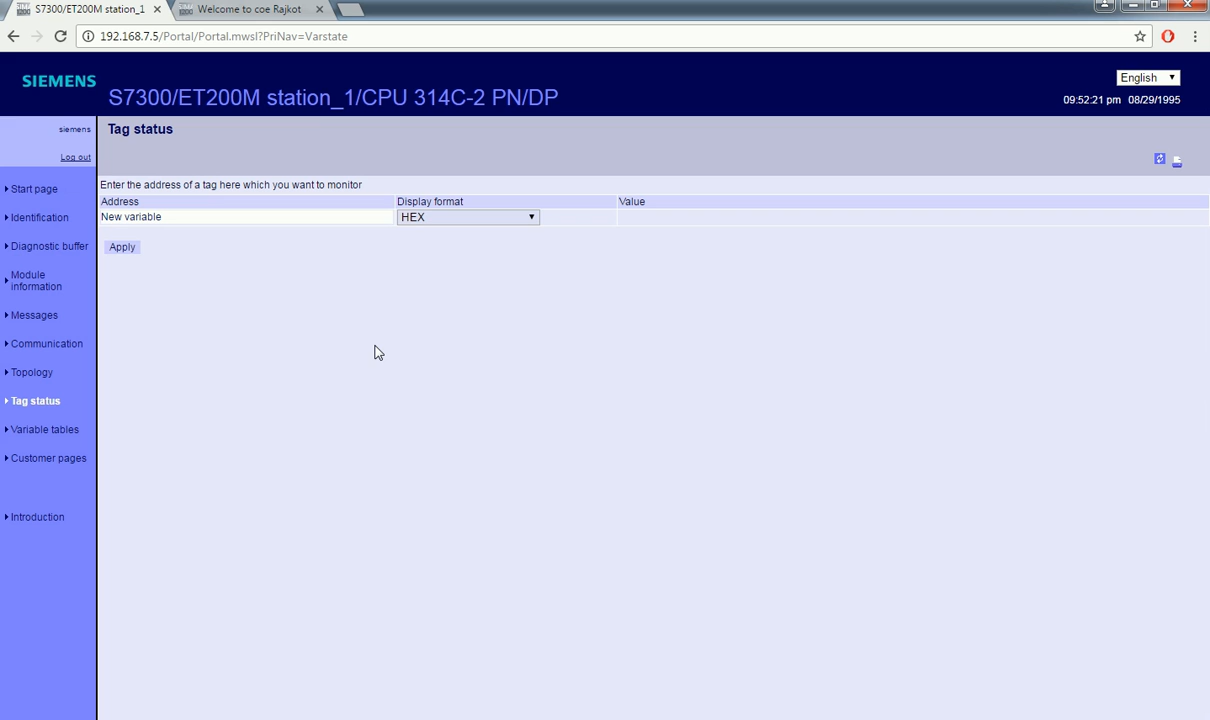 S7300/ET200M station_1
Welcome to coe Rajkot
192.168.7.5/Portal/Portal.mwsl?PriNav=Varstate
SIEMENS
S7300/ET200M station_1/CPU 314C-2 PN/DP
English
09:52:21 pm 08/29/1995
siemens
Log out
Tag status
Start page
Identification
Diagnostic buffer
Module
information
Messages
Communication
Topology
Tag status
Variable tables
Customer pages
Introduction
Enter the address of a tag here which you want to monitor
Address Display format Value
New variable HEX
Apply